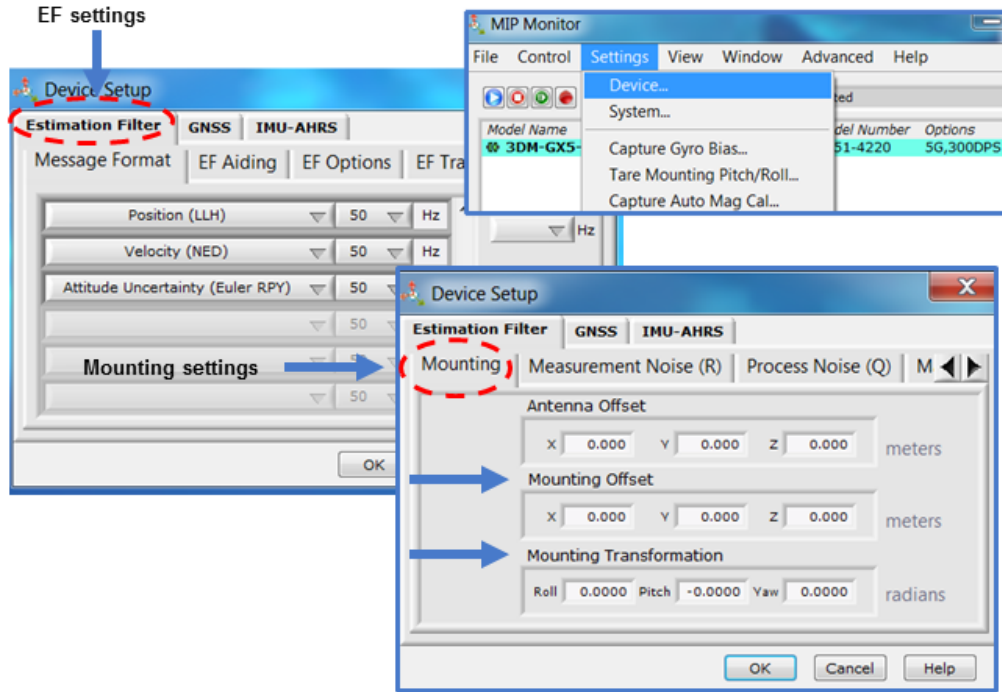 EF settings
MIP Monitor
File Control Settings View Window Advanced Help
Device...
System...
Capture Gyro Bias...
Tare Mounting Pitch/Roll...
Capture Auto Mag Cal...
Model Name Number Options
3DM-GX5- 51-4220 5G,300DPS
Device Setup
Estimation Filter GNSS IMU-AHRS
Message Format EF Aiding EF Options EF
Position (LLH) 50 Hz
Hz
Velocity (NED) 50 Hz
Attitude Uncertainty (Euler RPY) 50
50
Mounting settings
50
OK
Device Setup
Estimation Filter GNSS IMU-AHRS
Mounting Measurement Noise (R) Process Noise (Q) M
Antenna Offset
X 0.000 Y 0.000 Z 0.000 meters
Mounting Offset
X 0.000 Y 0.000 Z 0.000 meters
Mounting Transformation
Roll 0.0000 Pitch -0.0000 Yaw 0.0000 radians
OK Cancel Help